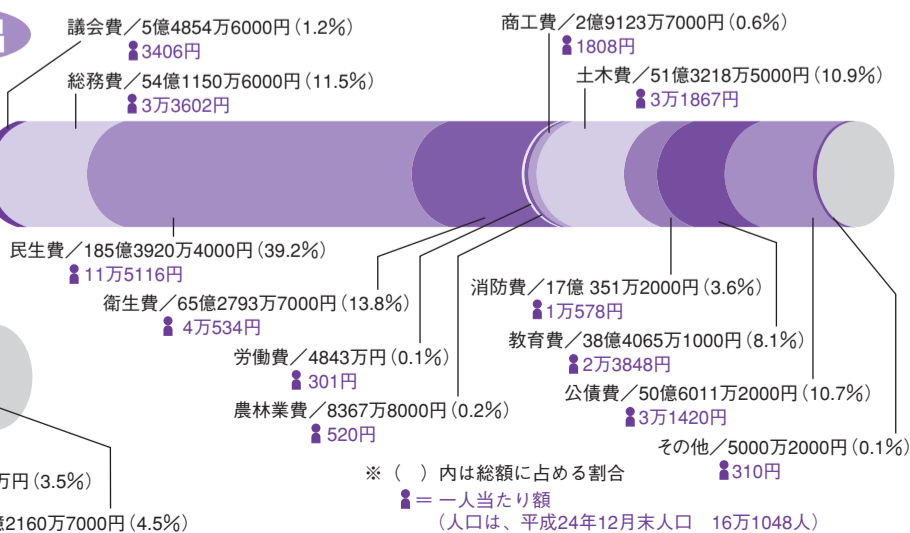 議会費／5億4854万6000円（1.2％）
3406円
総務費／54億1150万6000円（11.5％）
3万3602円
商工費／2億9123万7000円（0.6％）
1808円
土木費／51億3218万5000円（10.9％）
3万1867円
民生費／185億3920万4000円（39.2％）
11万5116円
衛生費／65億2793万7000円（13.8％）
4万534円
労働費／4843万円（0.1％）
301円
農林業費／8367万8000円（0.2％）
520円
消防費／17億 351万2000円（3.6％）
1万578円
教育費／38億4065万1000円（8.1％）
2万3848円
公債費／50億6011万2000円（10.7％）
3万1420円
その他／5000万2000円（0.1％）
310円
※（　）内は総額に占める割合
＝ 一人当たり額
（人口は、平成24年12月末人口　16万1048人）
万円（3.5％）
億2160万7000円（4.5％）